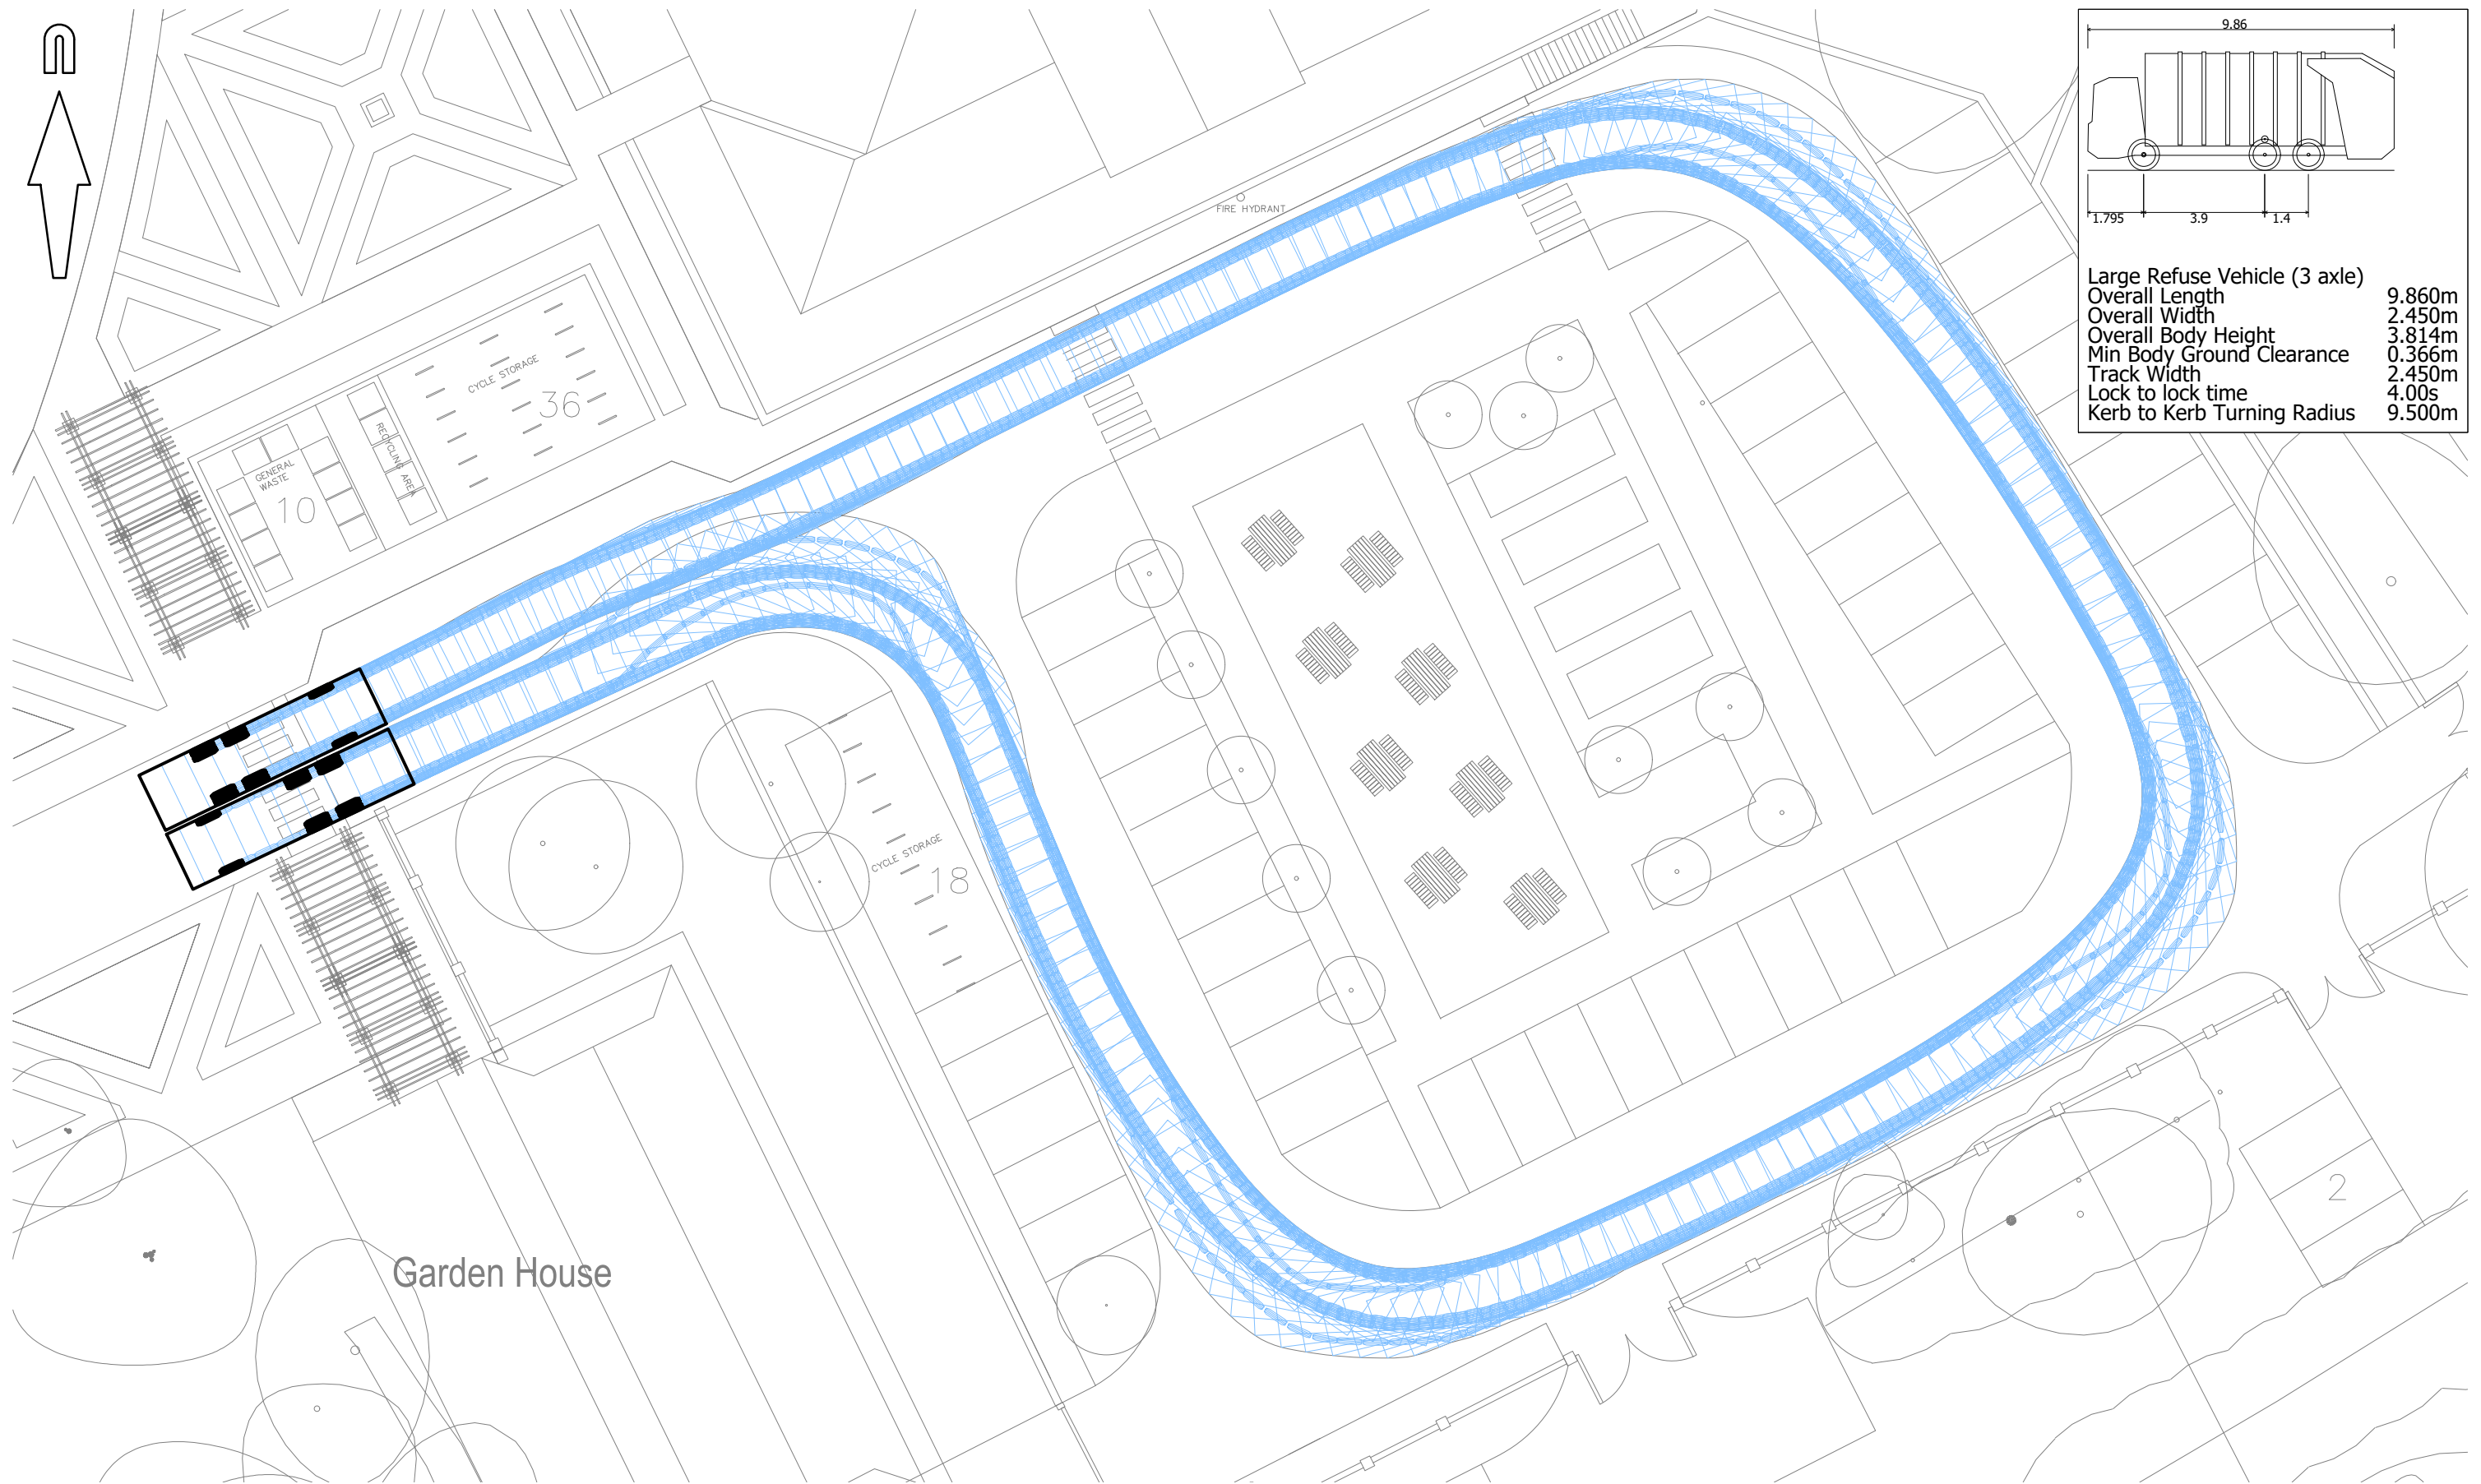 9.86
1.795
3.9
1.4
Large Refuse Vehicle (3 axle)
Overall Length 9.860m
Overall Width 2.450m
Overall Body Height 3.814m
Min Body Ground Clearance 0.366m
Track Width 2.450m
Lock to lock time 4.00s
Kerb to Kerb Turning Radius 9.500m
FIRE HYDRANT
CYCLE STORAGE
36
RECYCLING AREA
GENERAL
WASTE
10
CYCLE STORAGE
18
2
Garden House